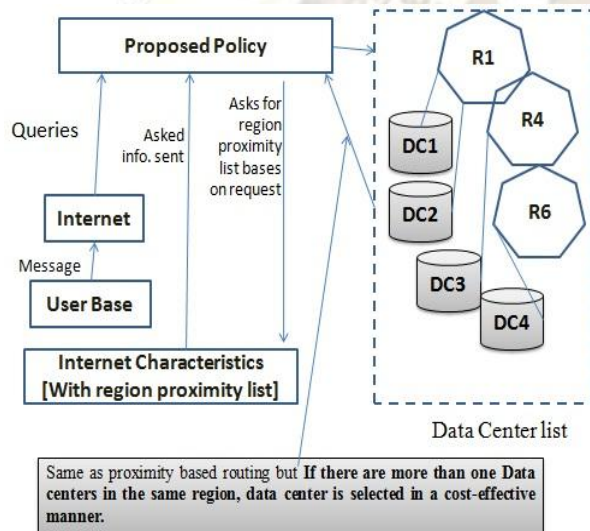 Proposed Policy
R1
R4
R6
DC1
DC2
DC3
DC4
Queries
Asked
info. sent
Asks for
region
proximity
list bases
on request
Internet
Message
User Base
Internet Characteristics
[With region proximity list]
Data Center list
Same as proximity based routing but If there are more than one Data
centers in the same region, data center is selected in a cost-effective
manner.